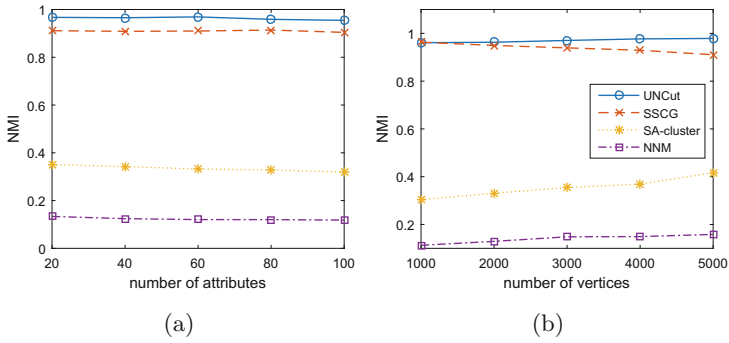 1
0.8
0.6
0.4
0.2
0
NMI
20 40 60 80 100
number of attributes
(a)
1
0.8
0.6
0.4
0.2
NMI
UNCut
SSCG
SA-cluster
NNM
1000 2000 3000 4000 5000
number of vertices
(b)